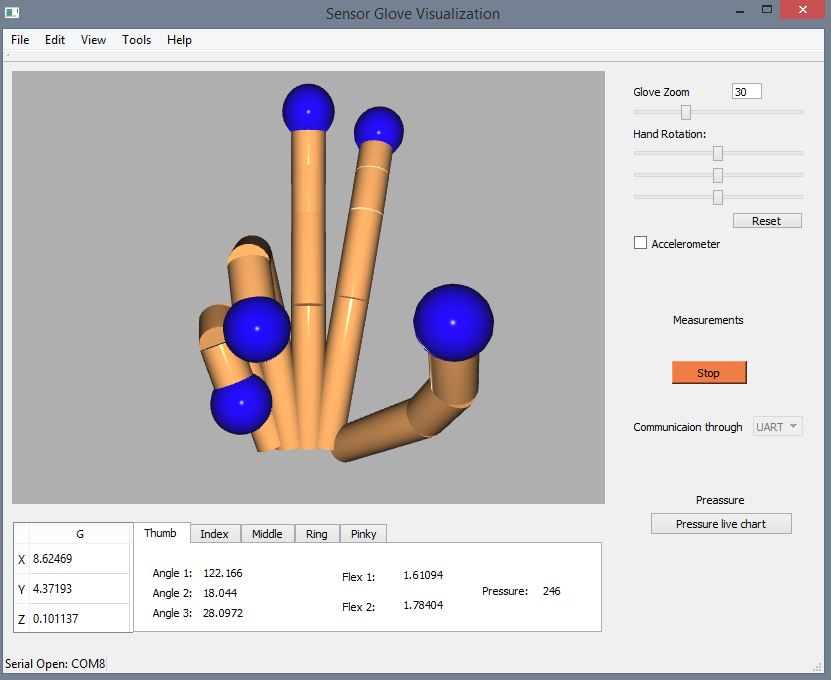 Sensor Glove Visualization
File Edit View Tools Help
Glove Zoom 30
Hand Rotation:
Reset
Accelerometer
Measurements
Stop
Communicaion through UART
Preassure
Pressure live chart
G
X 8.62469
Y 4.37193
Z 0.101137
Thumb Index Middle Ring Pinky
Angle 1: 122.166
Angle 2: 18.044
Angle 3: 28.0972
Flex 1: 1.61094
Flex 2: 1.78404
Pressure: 246
Serial Open: COM8